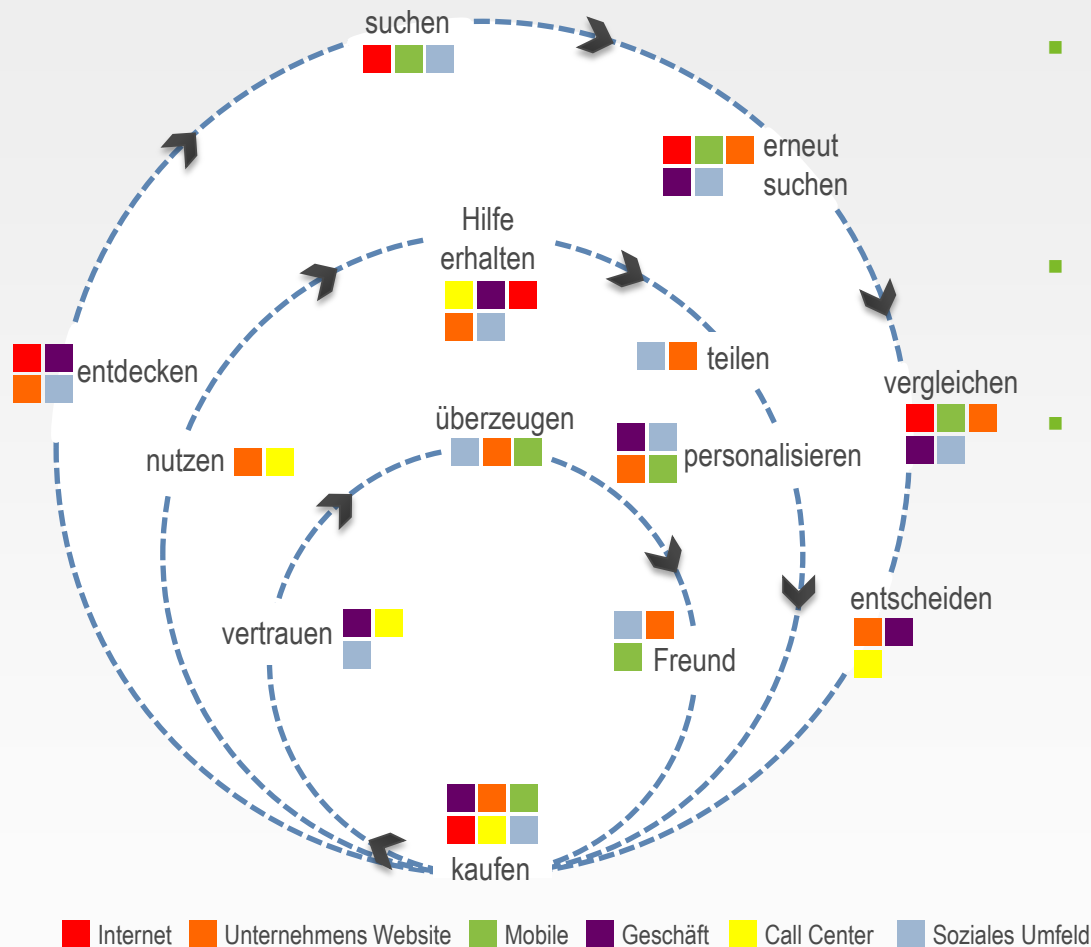 suchen
erneut
suchen
Hilfe
erhalten
teilen
entdecken
vergleichen
überzeugen
nutzen
personalisieren
entscheiden
vertrauen
Freund
kaufen
Internet
Unternehmens Website
Mobile
Geschäft
Call Center
Soziales Umfeld